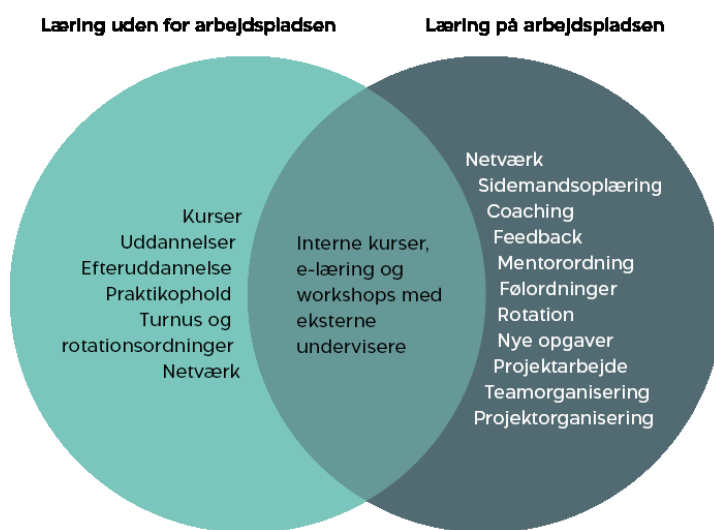 Læring uden for arbejdspladsen
Læring på arbejdspladsen
Kurser
Uddannelser
Efteruddannelse
Praktikophold
Turnus og
rotationsordninger
Netværk
Interne kurser,
e-læring og
workshops med
eksterne
undervisere
Netværk
Sidemandsoplæring
Coaching
Feedback
Mentorordning
Følordninger
Rotation
Nye opgaver
Projektarbejde
Teamorganisering
Projektorganisering